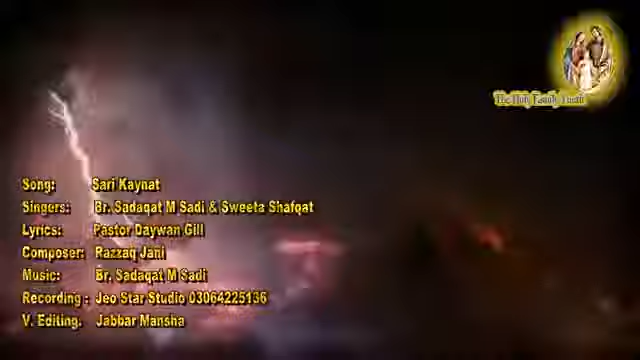 The Holy Family
Song: Sari Kaynat
Singers: Br. Sadaqat M Sadi & Sweeta Shafqat
Lyrics: Pastor Daywan Gill
Composer: Razzaq Jani
Music: Br. Sadaqat M Sadi
Recording : Jeo Star Studio 03064225136
V. Editing. Jabbar Mansha